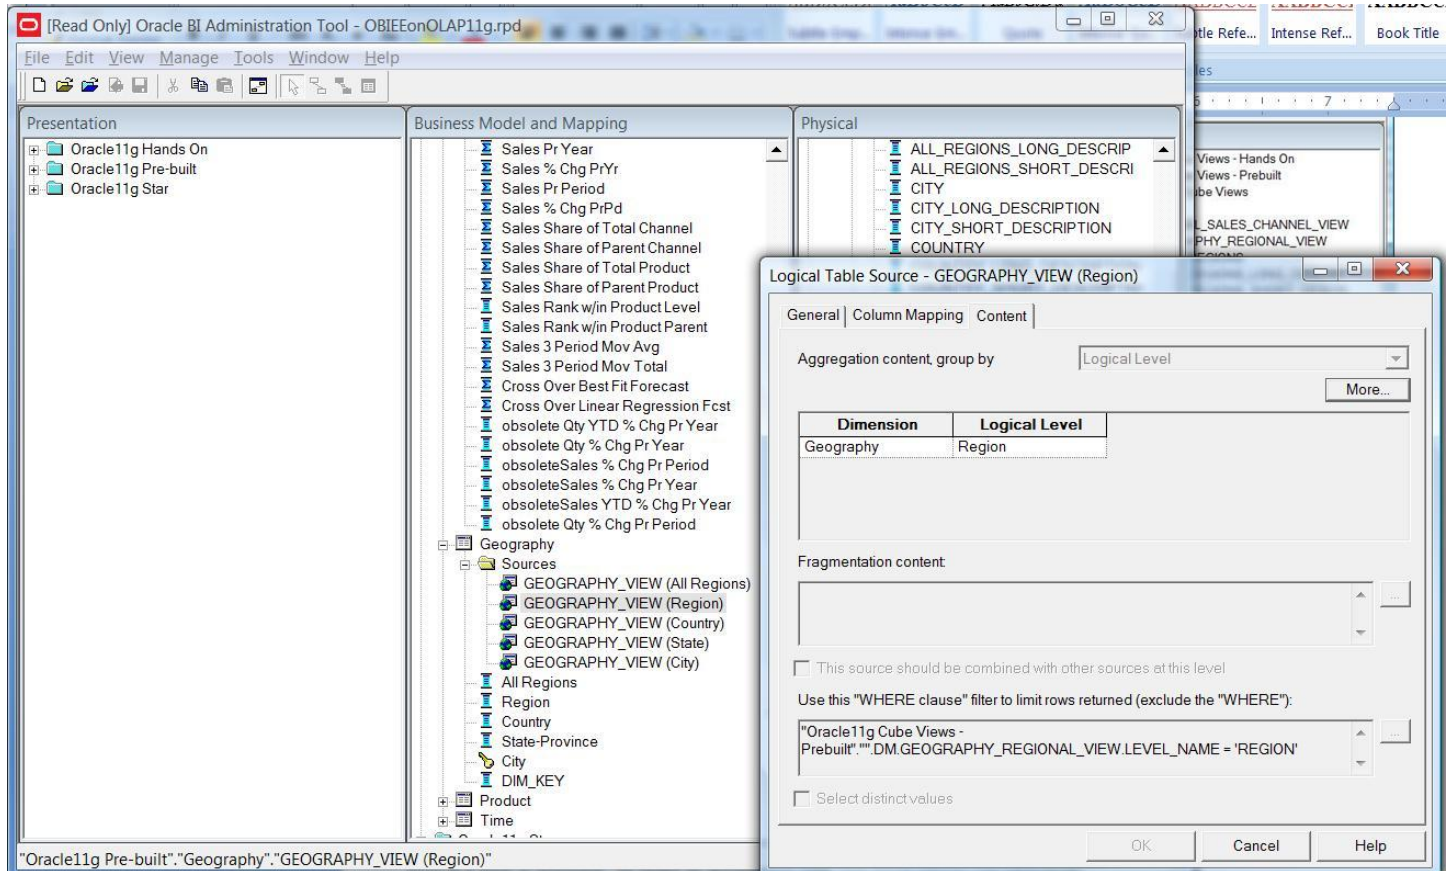 [Read Only] Oracle BI Administration Tool - OBIEEonOLAP11g.rpd
File Edit View Manage Tools Window Help
Presentation
Oracle11g Hands On
Oracle11g Pre-built
Oracle11g Star
Business Model and Mapping
Sales Pr Year
Sales % Chg PrYr
Sales Pr Period
Sales % Chg PrPd
Sales Share of Total Channel
Sales Share of Parent Channel
Sales Share of Total Product
Sales Share of Parent Product
Sales Rank w/in Product Level
Sales Rank w/in Product Parent
Sales 3 Period Mov Avg
Sales 3 Period Mov Total
Cross Over Best Fit Forecast
Cross Over Linear Regression Fcst
obsolete Qty YTD % Chg Pr Year
obsolete Qty % Chg Pr Year
obsoleteSales % Chg Pr Period
obsoleteSales % Chg Pr Year
obsoleteSales YTD % Chg Pr Year
obsolete Qty % Chg Pr Period
Geography
Sources
GEOGRAPHY_VIEW (All Regions)
GEOGRAPHY_VIEW (Region)
GEOGRAPHY_VIEW (Country)
GEOGRAPHY_VIEW (State)
GEOGRAPHY_VIEW (City)
All Regions
Region
Country
State-Province
City
DIM_KEY
Product
Time
"Oracle11g Pre-built"."Geography"."GEOGRAPHY_VIEW (Region)"
Physical
ALL_REGIONS_LONG_DESCRIP
ALL_REGIONS_SHORT_DESCRI
CITY
CITY_LONG_DESCRIPTION
CITY_SHORT_DESCRIPTION
COUNTRY
tle Refe... Intense Ref... Book Title
les
7
Views - Hands On
Views - Prebuilt
be Views
L_SALES_CHANNEL_VIEW
PHY_REGIONAL_VIEW
Logical Table Source - GEOGRAPHY_VIEW (Region)
General Column Mapping Content
Aggregation content, group by Logical Level
More...
Dimension Logical Level
Geography Region
Fragmentation content:
...
This source should be combined with other sources at this level
Use this "WHERE clause" filter to limit rows returned (exclude the "WHERE"):
"Oracle11g Cube Views -
Prebuilt"."".DM.GEOGRAPHY_REGIONAL_VIEW.LEVEL_NAME = 'REGION'
...
Select distinct values
OK Cancel Help